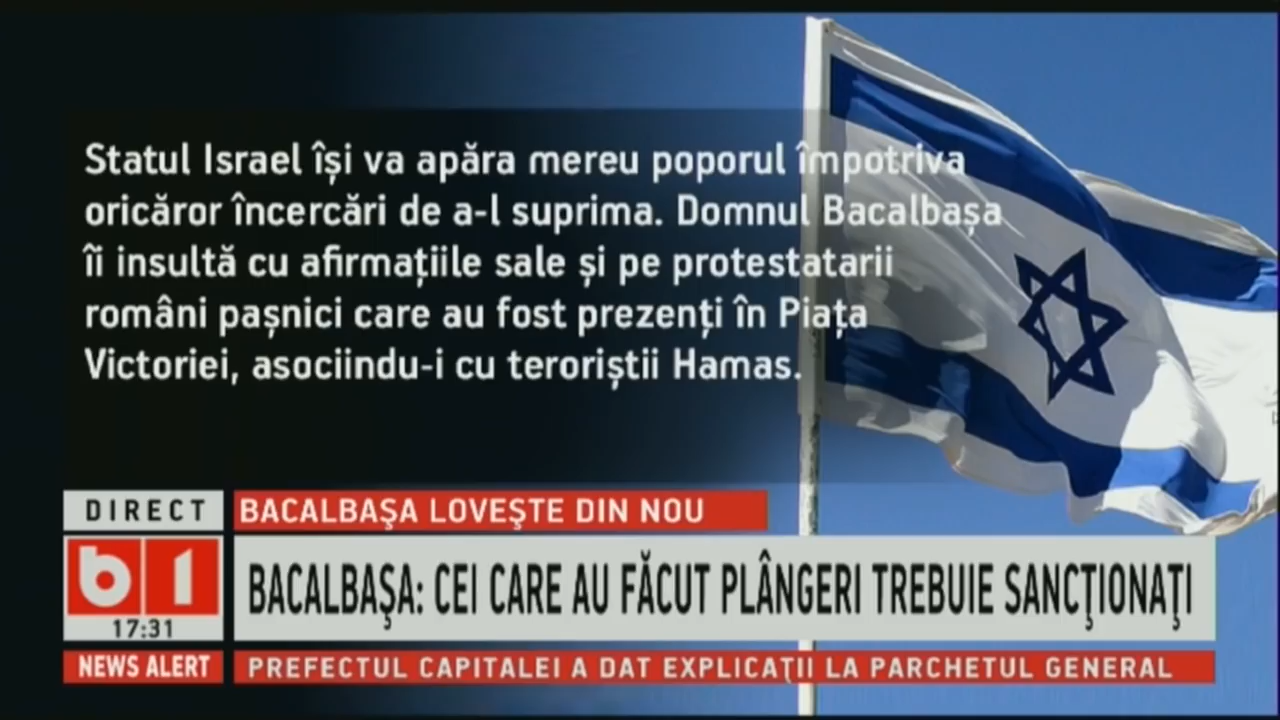 Statul Israel își va apăra mereu poporul împotriva
oricăror încercări de a-l suprima. Domnul Bacalbașa
îi insultă cu afirmațiile sale și pe protestatarii
români pașnici care au fost prezenți în Piața
Victoriei, asociindu-i cu teroriștii Hamas.
DIRECT
BACALBAŞA LOVEŞTE DIN NOU
b1
BACALBAŞA: CEI CARE AU FĂCUT PLÂNGERI TREBUIE SANCŢIONAŢI
17:31
NEWS ALERT
PREFECTUL CAPITALEI A DAT EXPLICAȚII LA PARCHETUL GENERAL